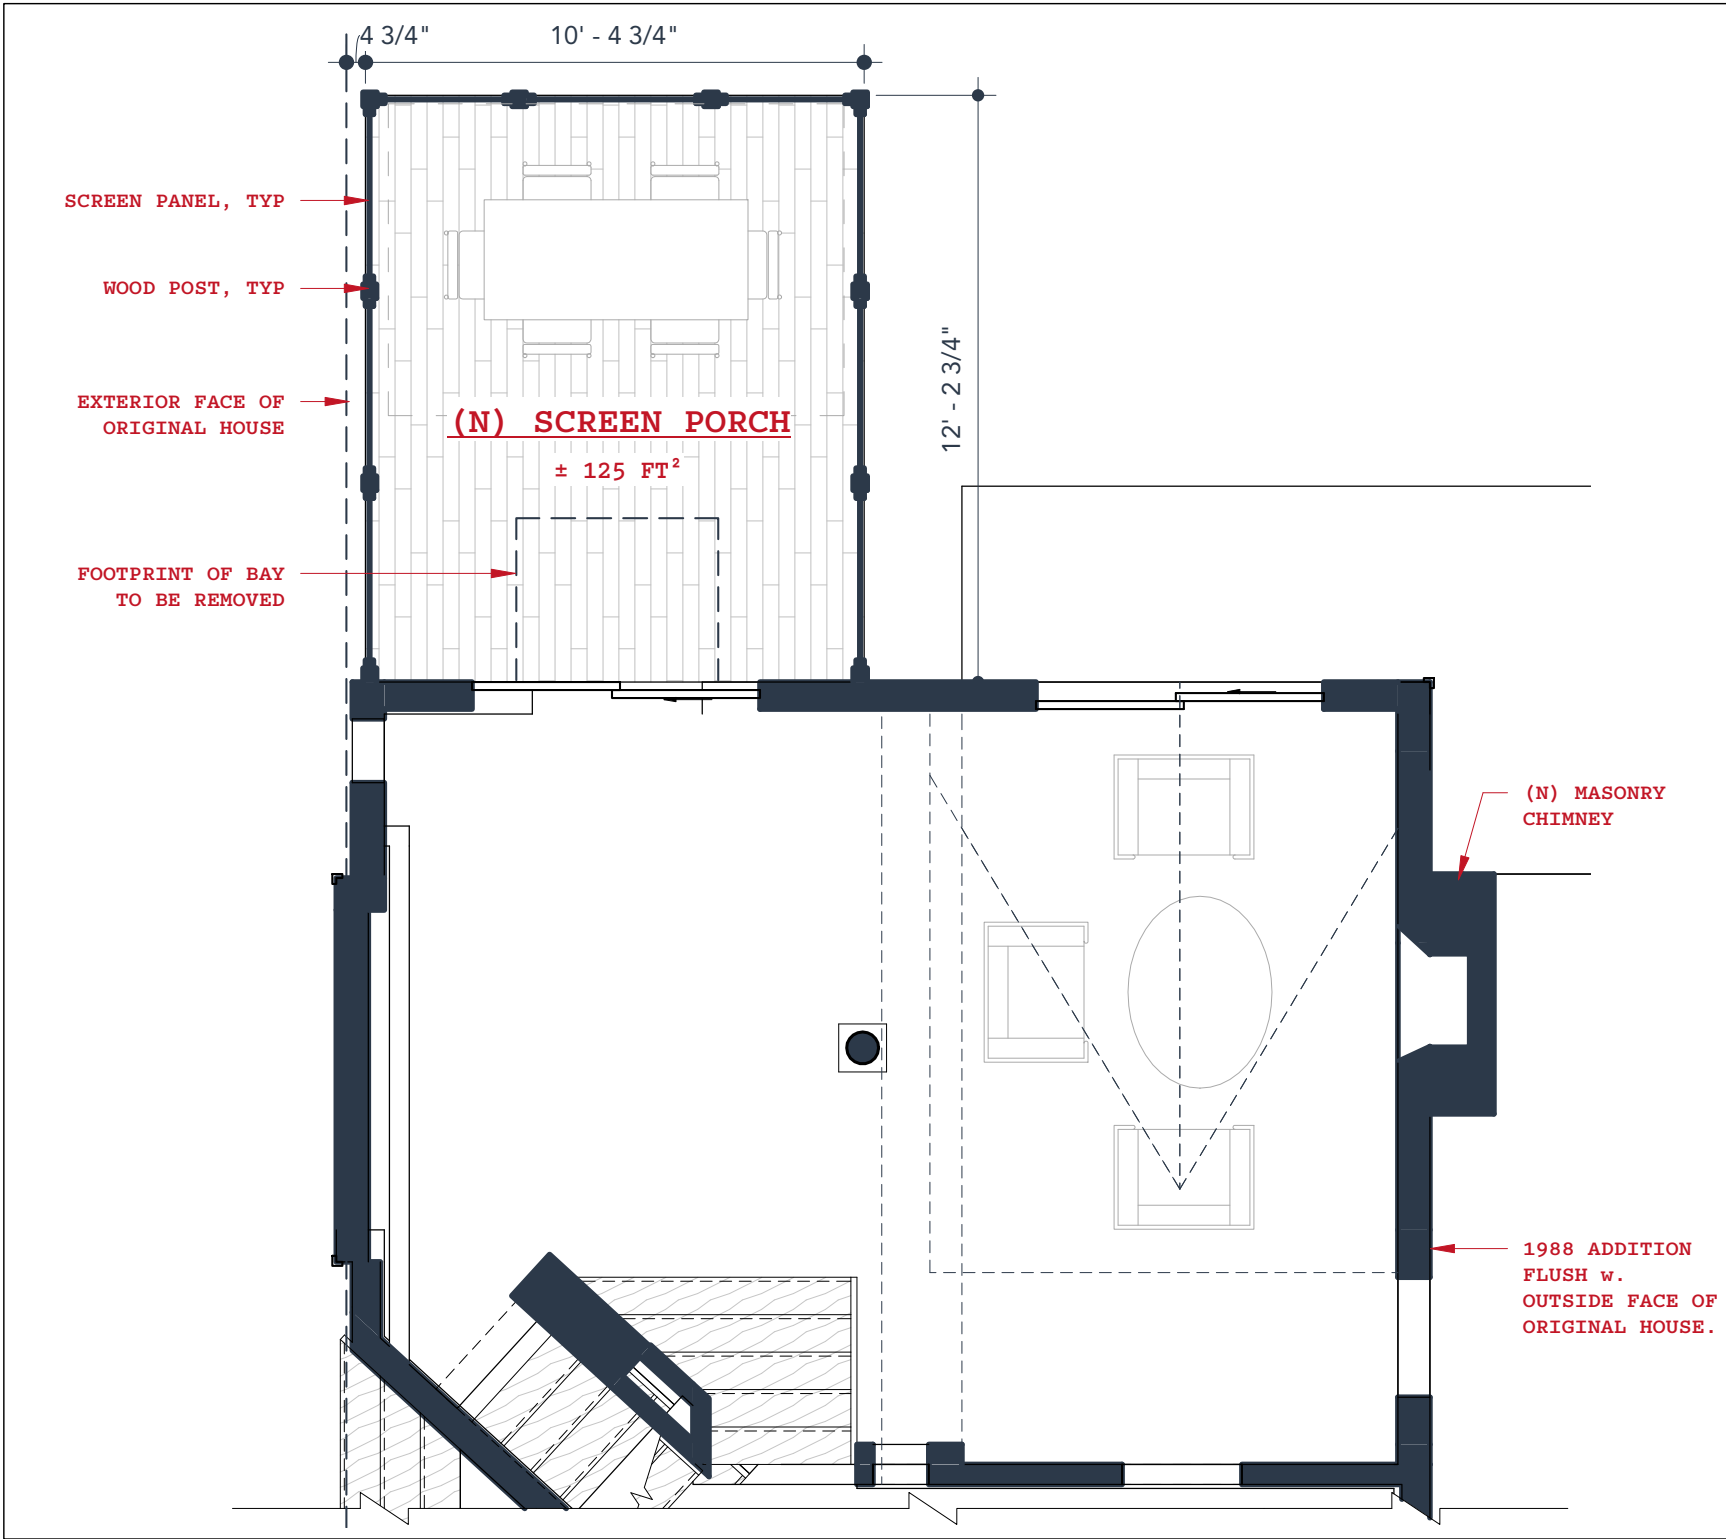 4 3/4"
10' - 4 3/4"
SCREEN PANEL, TYP
WOOD POST, TYP
12' - 2 3/4"
EXTERIOR FACE OF
ORIGINAL HOUSE
(N) SCREEN PORCH
± 125 FT²
FOOTPRINT OF BAY
TO BE REMOVED
(N) MASONRY
CHIMNEY
1988 ADDITION
FLUSH w.
OUTSIDE FACE OF
ORIGINAL HOUSE.